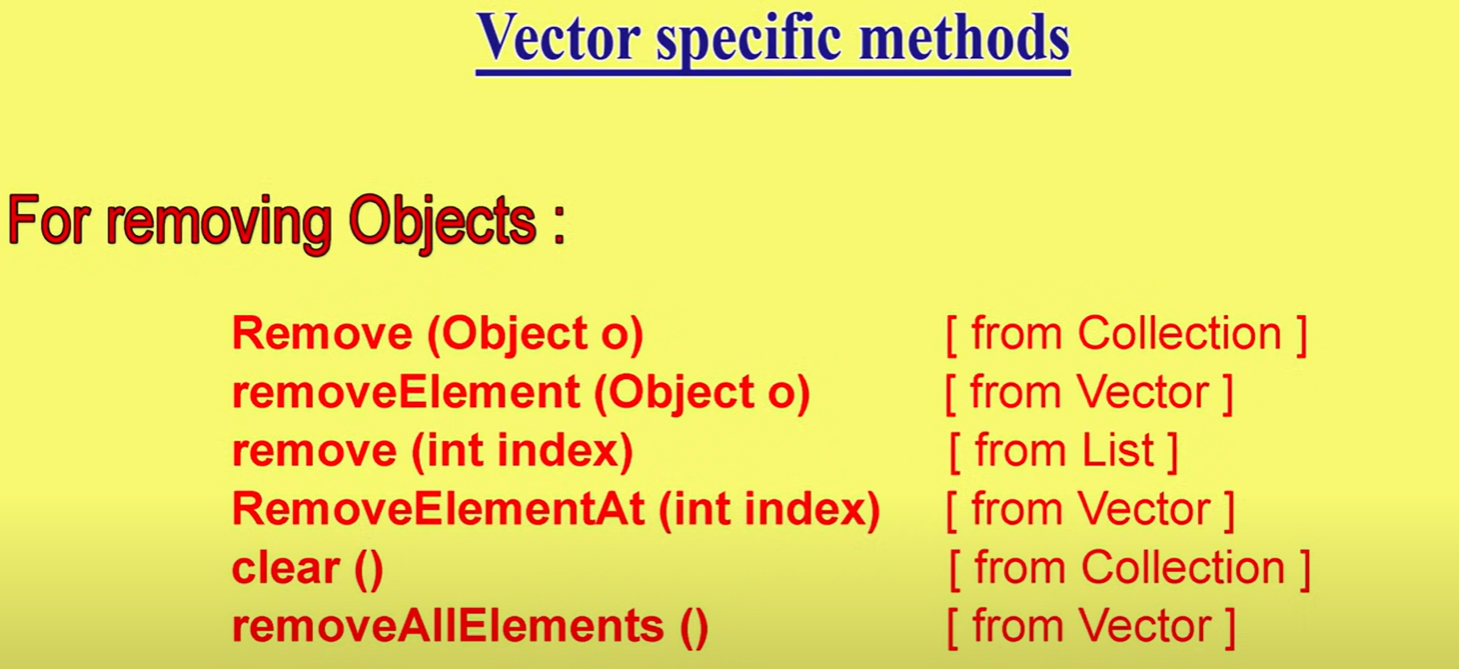 Vector specific methods
For removing Objects :
Remove (Object o) [ from Collection ]
removeElement (Object o) [ from Vector ]
remove (int index) [ from List ]
RemoveElementAt (int index) [ from Vector ]
clear () [ from Collection ]
removeAllElements () [ from Vector ]